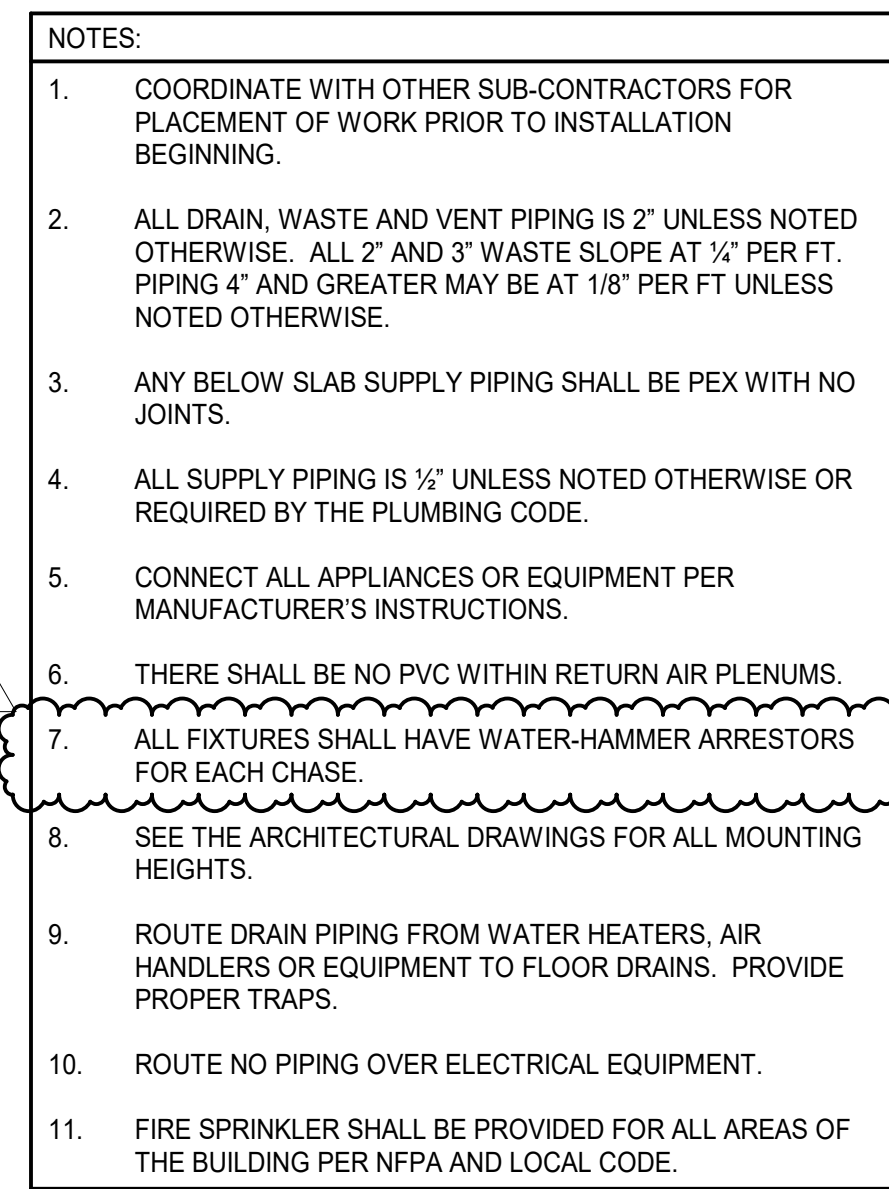 NOTES:
1. COORDINATE WITH OTHER SUB-CONTRACTORS FOR
PLACEMENT OF WORK PRIOR TO INSTALLATION
BEGINNING.
2. ALL DRAIN, WASTE AND VENT PIPING IS 2” UNLESS NOTED
OTHERWISE. ALL 2” AND 3” WASTE SLOPE AT ¼” PER FT.
PIPING 4” AND GREATER MAY BE AT 1/8” PER FT UNLESS
NOTED OTHERWISE.
3. ANY BELOW SLAB SUPPLY PIPING SHALL BE PEX WITH NO
JOINTS.
4. ALL SUPPLY PIPING IS ½” UNLESS NOTED OTHERWISE OR
REQUIRED BY THE PLUMBING CODE.
5. CONNECT ALL APPLIANCES OR EQUIPMENT PER
MANUFACTURER’S INSTRUCTIONS.
6. THERE SHALL BE NO PVC WITHIN RETURN AIR PLENUMS.
7. ALL FIXTURES SHALL HAVE WATER-HAMMER ARRESTORS
FOR EACH CHASE.
8. SEE THE ARCHITECTURAL DRAWINGS FOR ALL MOUNTING
HEIGHTS.
9. ROUTE DRAIN PIPING FROM WATER HEATERS, AIR
HANDLERS OR EQUIPMENT TO FLOOR DRAINS. PROVIDE
PROPER TRAPS.
10. ROUTE NO PIPING OVER ELECTRICAL EQUIPMENT.
11. FIRE SPRINKLER SHALL BE PROVIDED FOR ALL AREAS OF
THE BUILDING PER NFPA AND LOCAL CODE.